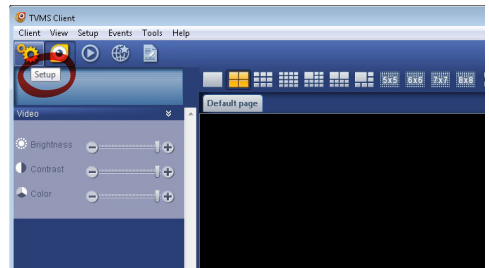 TVMS Client
Client View Setup Events Tools Help
Setup
5x5 6x6 7x7 8x8
Default page
Video
Brightness
Contrast
Color